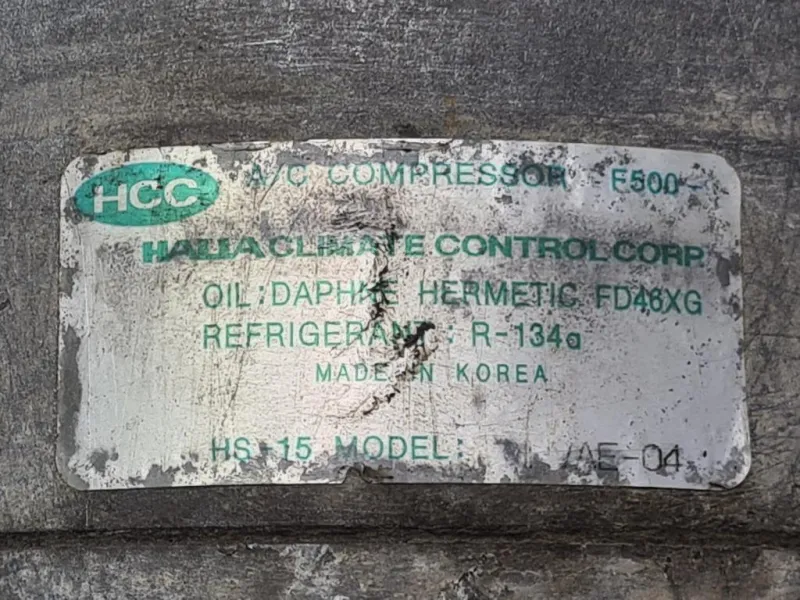 HCC A/C COMPRESSOR F500-
HALLA CLIMATE CONTROL CORP.
OIL : DAPHNE HERMETIC FD46XG
REFRIGERANT : R-134a
MADE IN KOREA
HS-15 MODEL: AE-04